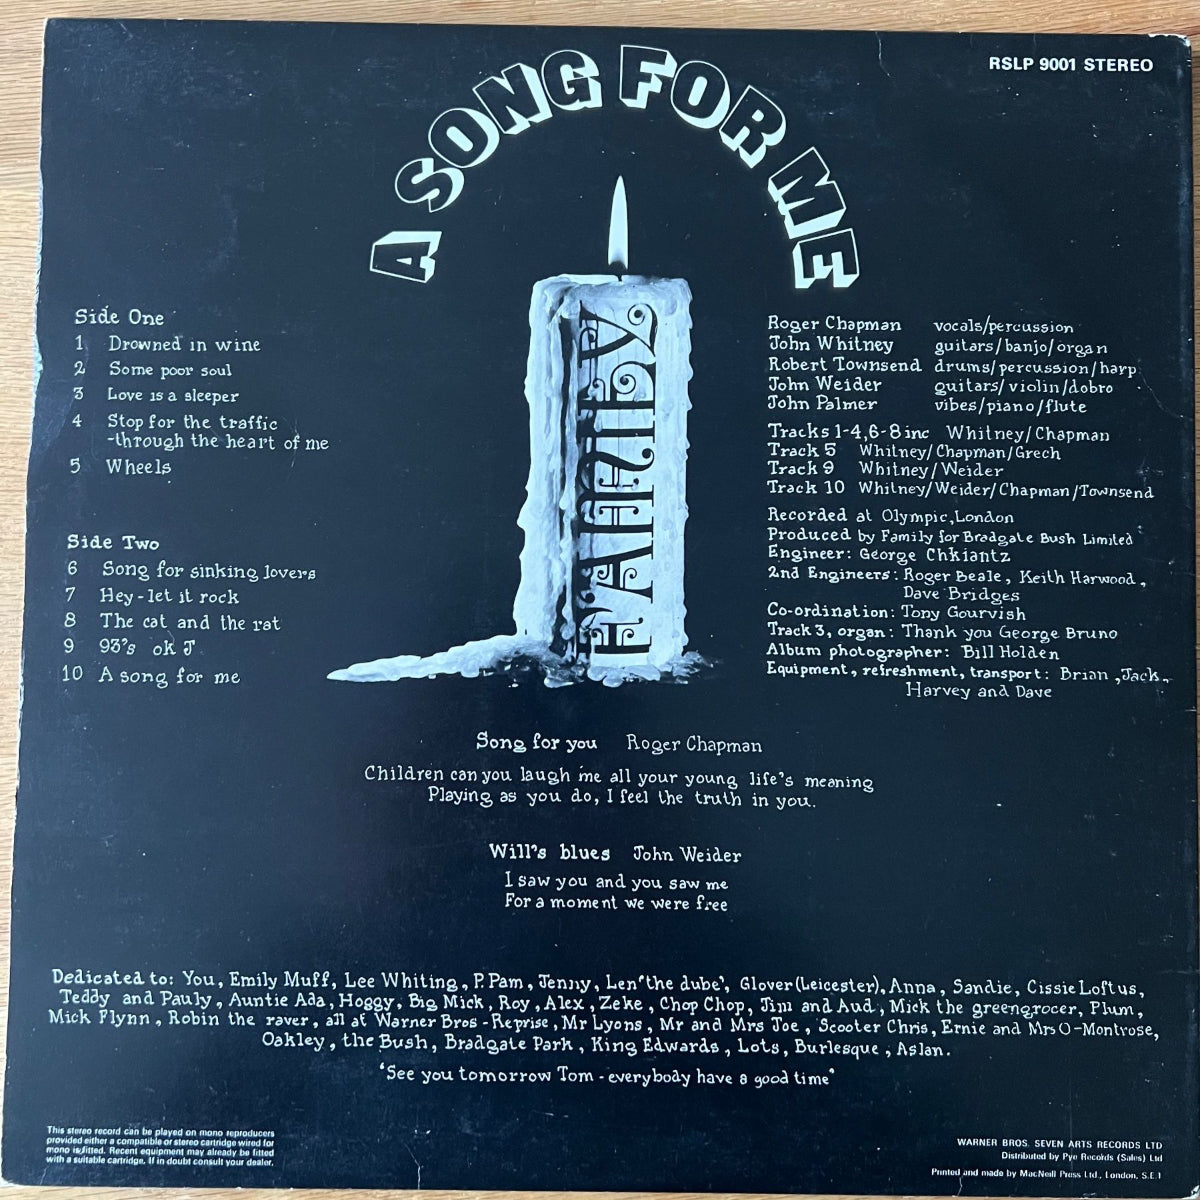 RSLP 9001 STEREO
A SONG FOR ME
FAMILY
Side One
1 Drowned in wine
2 Some poor soul
3 Love is a sleeper
4 Stop for the traffic
-through the heart of me
5 Wheels
Side Two
6 Song for sinking lovers
7 Hey-let it rock
8 The cat and the rat
9 93's ok J
10 A song for me
Roger Chapman vocals/percussion
John Whitney guitars/banjo/organ
Robert Townsend drums/percussion/harp
John Weider guitars/violin/dobro
John Palmer vibes/piano/flute
Tracks 1-4,6-8 inc Whitney/Chapman
Track 5 Whitney/Chapman/Grech
Track 9 Whitney/Weider
Track 10 Whitney/Weider/Chapman/Townsend
Recorded at Olympic,London
Produced by Family for Bradgate Bush Limited
Engineer: George Chkiantz
2nd Engineers: Roger Beale, Keith Harwood,
Dave Bridges
Co-ordination: Tony Gourvish
Track 3, organ: Thank you George Bruno
Album photographer: Bill Holden
Equipment, refreshment, transport: Brian, Jack,
Harvey and Dave
Song for you Roger Chapman
Children can you laugh me all your young life's meaning
Playing as you do, I feel the truth in you.
Will's blues John Weider
I saw you and you saw me
For a moment we were free
Dedicated to: You, Emily Muff, Lee Whiting, P. Pam, Jenny, Len 'the dube', Glover (Leicester), Anna, Sandie, Cissie Loftus,
Teddy and Pauly, Auntie Ada, Hoggy, Big Mick, Roy, Alex, Zeke, Chop Chop, Jim and Aud, Mick the greengrocer, Plum,
Mick Flynn, Robin the raver, all at Warner Bros-Reprise, Mr Lyons, Mr and Mrs Joe, Scooter Chris, Ernie and Mrs O-Montrose,
Oakley, the Bush, Bradgate Park, King Edwards, Lots, Burlesque, Aslan.
'See you tomorrow Tom - everybody have a good time'
This stereo record can be played on mono reproducers
provided either a compatible or stereo cartridge wired for
mono is fitted. Recent equipment may already be fitted
with a suitable cartridge. If in doubt consult your dealer.
WARNER BROS. SEVEN ARTS RECORDS LTD
Distributed by Pye Records (Sales) Ltd
Printed and made by MacNeill Press Ltd., London, S.E.1